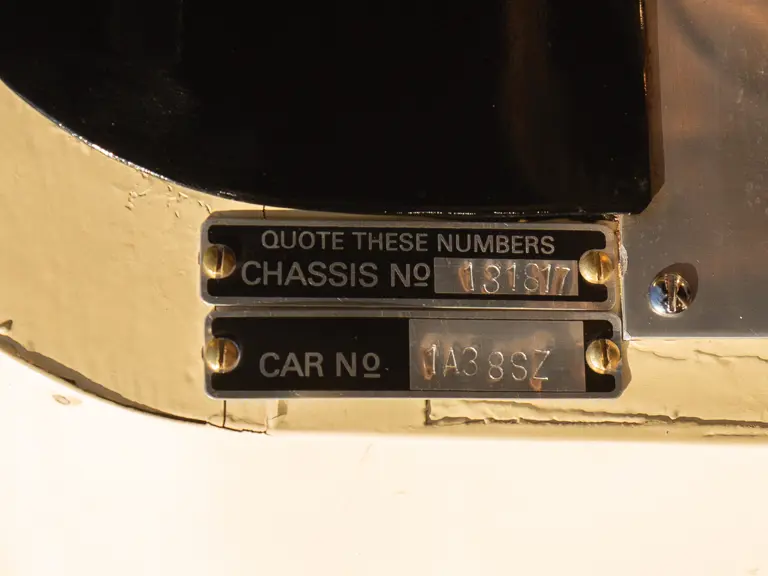 QUOTE THESE NUMBERS
CHASSIS Nº 131817
CAR Nº 1A38SZ